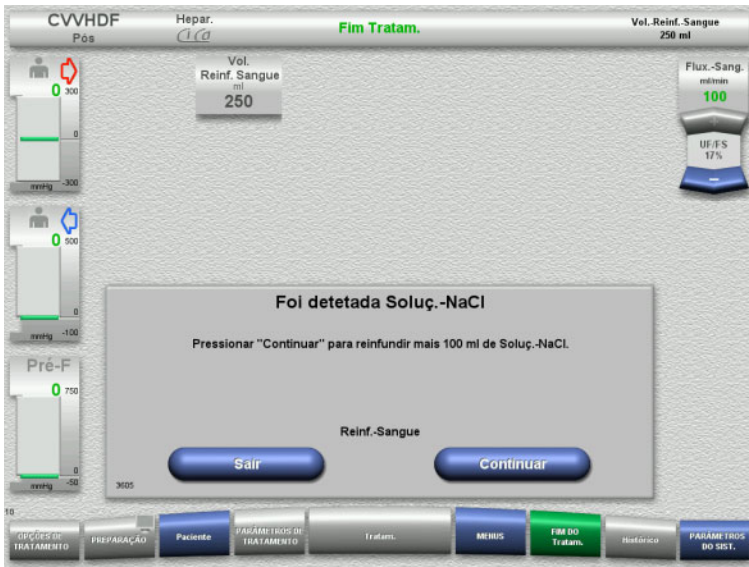 CVVHDF
Pós
Hepar.
Fim Tratam.
Vol.-Reinf.-Sangue
250 ml
300
0
0
-300
mmHg
Vol.
Reinf. Sangue
ml
250
Flux.-Sang.
ml/min
100
+
UF/FS
17%
–
0
500
0
-100
mmHg
Pré-F
0
750
0
-50
mmHg
Foi detetada Soluç.-NaCl
Pressionar "Continuar" para reinfundir mais 100 ml de Soluç.-NaCl.
Reinf.-Sangue
Sair
Continuar
3605
10
OPÇÕES DE
TRATAMENTO
PREPARAÇÃO
Paciente
PARÂMETROS DE
TRATAMENTO
Tratam.
MENUS
FIM DO
Tratam.
Histórico
PARÂMETROS
DO SIST.